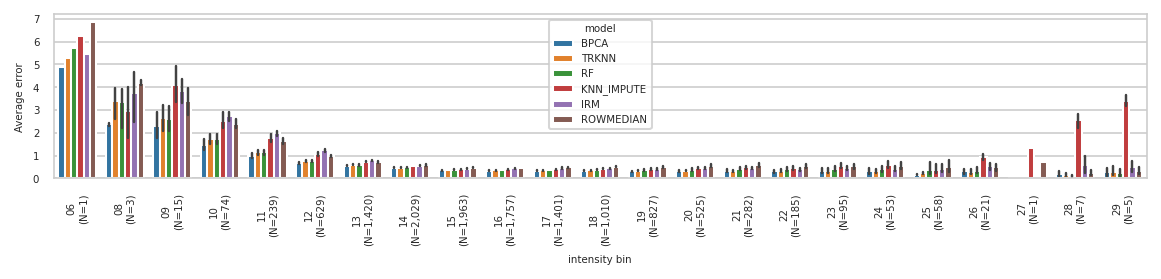 7
6
5
4
3
2
1
0
Average error
model
BPCA
TRKNN
RF
KNN_IMPUTE
IRM
ROWMEDIAN
06
(N=1)
08
(N=3)
09
(N=15)
10
(N=74)
11
(N=239)
12
(N=629)
13
(N=1,420)
14
(N=2,029)
15
(N=1,963)
16
(N=1,757)
17
(N=1,401)
18
(N=1,010)
19
(N=827)
20
(N=525)
21
(N=282)
22
(N=185)
23
(N=95)
24
(N=53)
25
(N=58)
26
(N=21)
27
(N=1)
28
(N=7)
29
(N=5)
intensity bin